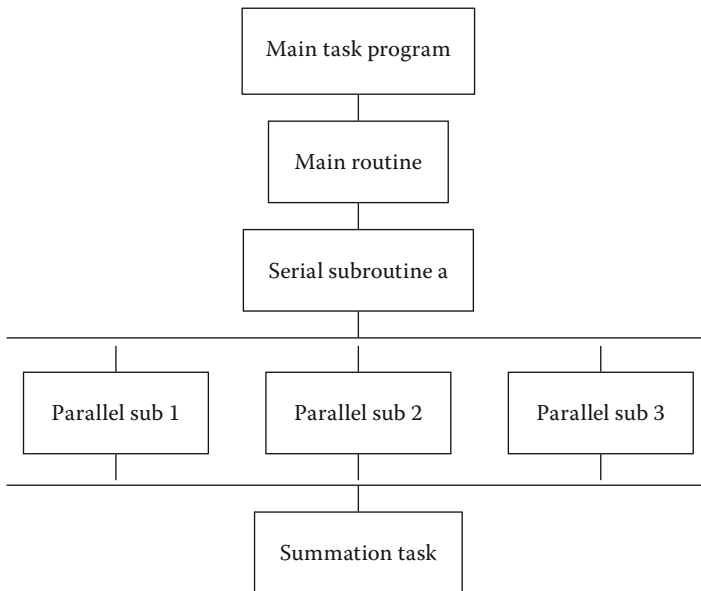 Main task program
Main routine
Serial subroutine a
Parallel sub 1
Parallel sub 2
Parallel sub 3
Summation task